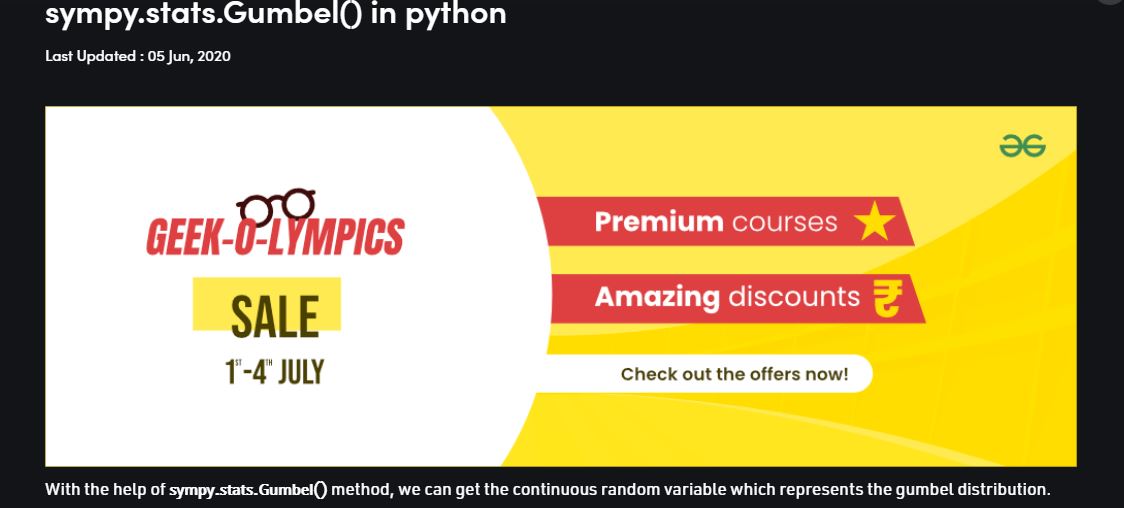 sympy.stats.Gumbel() in python
Last Updated : 05 Jun, 2020
GEEK-O-LYMPICS
SALE
1ST-4TH JULY
Premium courses
Amazing discounts
Check out the offers now!
With the help of sympy.stats.Gumbel() method, we can get the continuous random variable which represents the gumbel distribution.